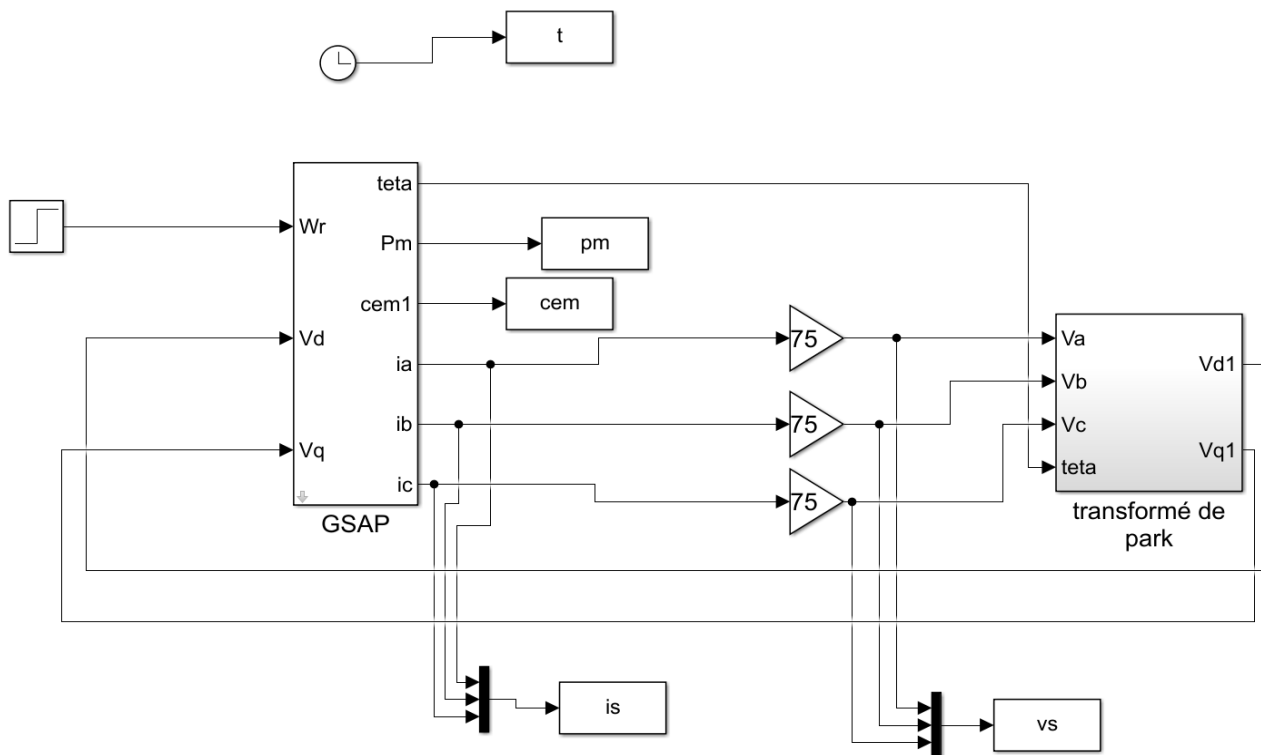 t
teta
Wr
Pm
pm
cem1
cem
Vd
ia
75
Va
Vd1
Vb
ib
75
Vc
Vq
Vq1
teta
ic
75
GSAP
transformé de
park
is
vs